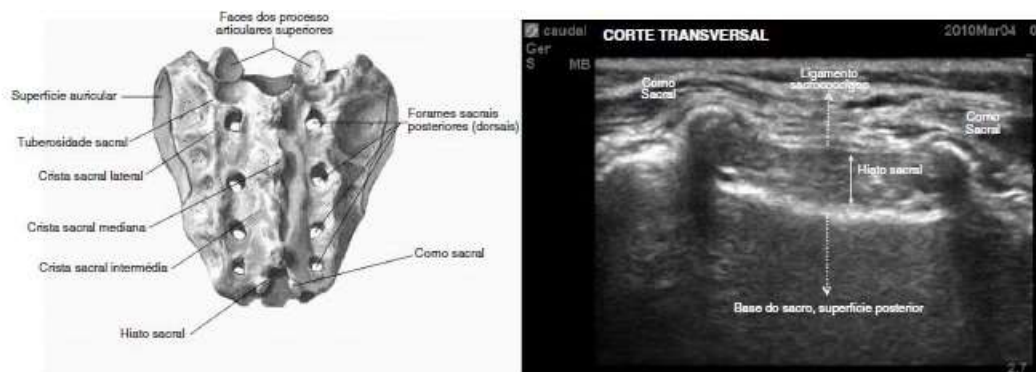 Faces dos processo
articulares superiores
Superfície auricular
Tuberosidade sacral
Crista sacral lateral
Crista sacral mediana
Crista sacral intermédia
Hiato sacral
Forames sacrais
posteriores (dorsais)
Corno sacral
caudal
CORTE TRANSVERSAL
2010Mar04
Ger
S
MB
Corno
Sacral
Ligamento
Corno
Sacral
Hiato sacral
Base do sacro, superfície posterior
2.7